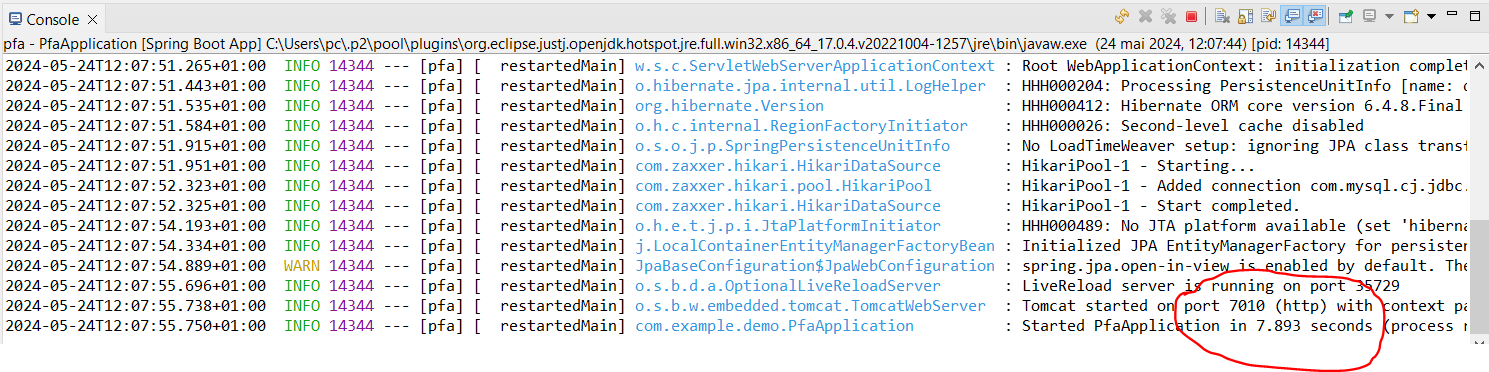 Console
pfa - PfaApplication [Spring Boot App] C:\Users\pc\.p2\pool\plugins\org.eclipse.justj.openjdk.hotspot.jre.full.win32.x86_64_17.0.4.v20221004-1257\jre\bin\javaw.exe (24 mai 2024, 12:07:44) [pid: 14344]
2024-05-24T12:07:51.265+01:00 INFO 14344 --- [pfa] [ restartedMain] w.s.c.ServletWebServerApplicationContext : Root WebApplicationContext: initialization complet
2024-05-24T12:07:51.443+01:00 INFO 14344 --- [pfa] [ restartedMain] o.hibernate.jpa.internal.util.LogHelper : HHH000204: Processing PersistenceUnitInfo [name:
2024-05-24T12:07:51.535+01:00 INFO 14344 --- [pfa] [ restartedMain] org.hibernate.Version : HHH000412: Hibernate ORM core version 6.4.8.Final
2024-05-24T12:07:51.584+01:00 INFO 14344 --- [pfa] [ restartedMain] o.h.c.internal.RegionFactoryInitiator : HHH000026: Second-level cache disabled
2024-05-24T12:07:51.915+01:00 INFO 14344 --- [pfa] [ restartedMain] o.s.o.j.p.SpringPersistenceUnitInfo : No LoadTimeWeaver setup: ignoring JPA class transf
2024-05-24T12:07:51.951+01:00 INFO 14344 --- [pfa] [ restartedMain] com.zaxxer.hikari.HikariDataSource : HikariPool-1 - Starting...
2024-05-24T12:07:52.323+01:00 INFO 14344 --- [pfa] [ restartedMain] com.zaxxer.hikari.pool.HikariPool : HikariPool-1 - Added connection com.mysql.cj.jdbc.
2024-05-24T12:07:52.325+01:00 INFO 14344 --- [pfa] [ restartedMain] com.zaxxer.hikari.HikariDataSource : HikariPool-1 - Start completed.
2024-05-24T12:07:54.193+01:00 INFO 14344 --- [pfa] [ restartedMain] o.h.e.t.j.p.i.JtaPlatformInitiator : HHH000489: No JTA platform available (set 'hiberna
2024-05-24T12:07:54.334+01:00 INFO 14344 --- [pfa] [ restartedMain] j.LocalContainerEntityManagerFactoryBean : Initialized JPA EntityManagerFactory for persisten
2024-05-24T12:07:54.889+01:00 WARN 14344 --- [pfa] [ restartedMain] JpaBaseConfiguration$JpaWebConfiguration : spring.jpa.open-in-view is enabled by default. The
2024-05-24T12:07:55.696+01:00 INFO 14344 --- [pfa] [ restartedMain] o.s.b.d.a.OptionalLiveReloadServer : LiveReload server is running on port 35729
2024-05-24T12:07:55.738+01:00 INFO 14344 --- [pfa] [ restartedMain] o.s.b.w.embedded.tomcat.TomcatWebServer : Tomcat started on port 7010 (http) with context pa
2024-05-24T12:07:55.750+01:00 INFO 14344 --- [pfa] [ restartedMain] com.example.demo.PfaApplication : Started PfaApplication in 7.893 seconds (process r